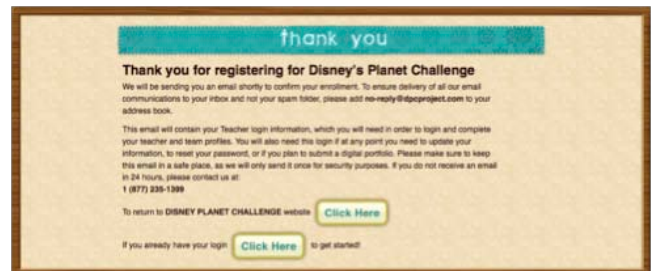 thank you
Thank you for registering for Disney's Planet Challenge
We will be sending you an email shortly to confirm your enrollment. To ensure delivery of all our email
communications to your inbox and not your spam folder, please add no-reply@dpcproject.com to your
address book.
This email will contain your Teacher login information, which you will need in order to login and complete
your teacher and team profiles. You will also need this login if at any point you need to update your
information, to reset your password, or if you plan to submit a digital portfolio. Please make sure to keep
this email in a safe place, as we will only send it once for security purposes. If you do not receive an email
in 24 hours, please contact us at:
1 (877) 235-1399
To return to DISNEY PLANET CHALLENGE website Click Here
If you already have your login Click Here to get started!